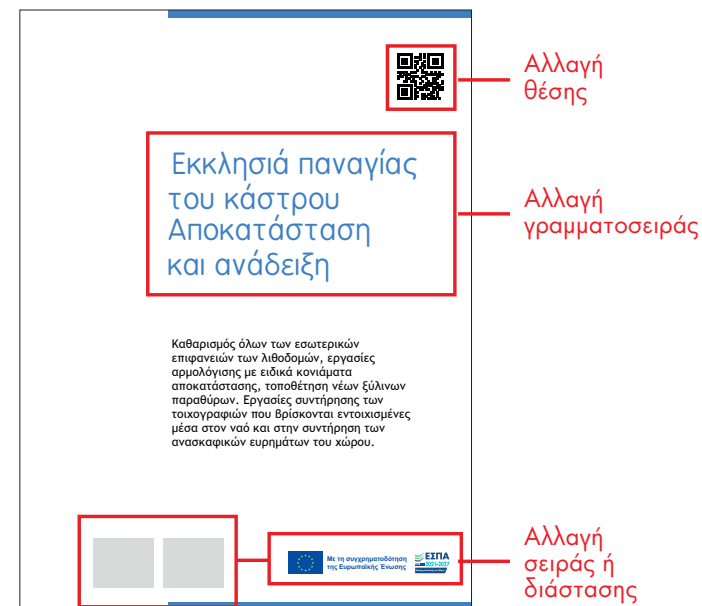 Αλλαγή
θέσης
Εκκλησιά παναγίας
του κάστρου
Αποκατάσταση
και ανάδειξη
Αλλαγή
γραμματοσειράς
Καθαρισμός όλων των εσωτερικών
επιφανειών των λιθοδομών, εργασίες
αρμολόγισης με ειδικά κονιάματα
αποκατάστασης, τοποθέτηση νέων ξύλινων
παραθύρων. Εργασίες συντήρησης των
τοιχογραφιών που βρίσκονται εντοιχισμένες
μέσα στον ναό και στην συντήρηση των
ανασκαφικών ευρημάτων του χώρου.
Με τη συγχρηματοδότηση
της Ευρωπαϊκής Ένωσης
ΕΣΠΑ
2021-2027
Αλλαγή
σειράς ή
διάστασης